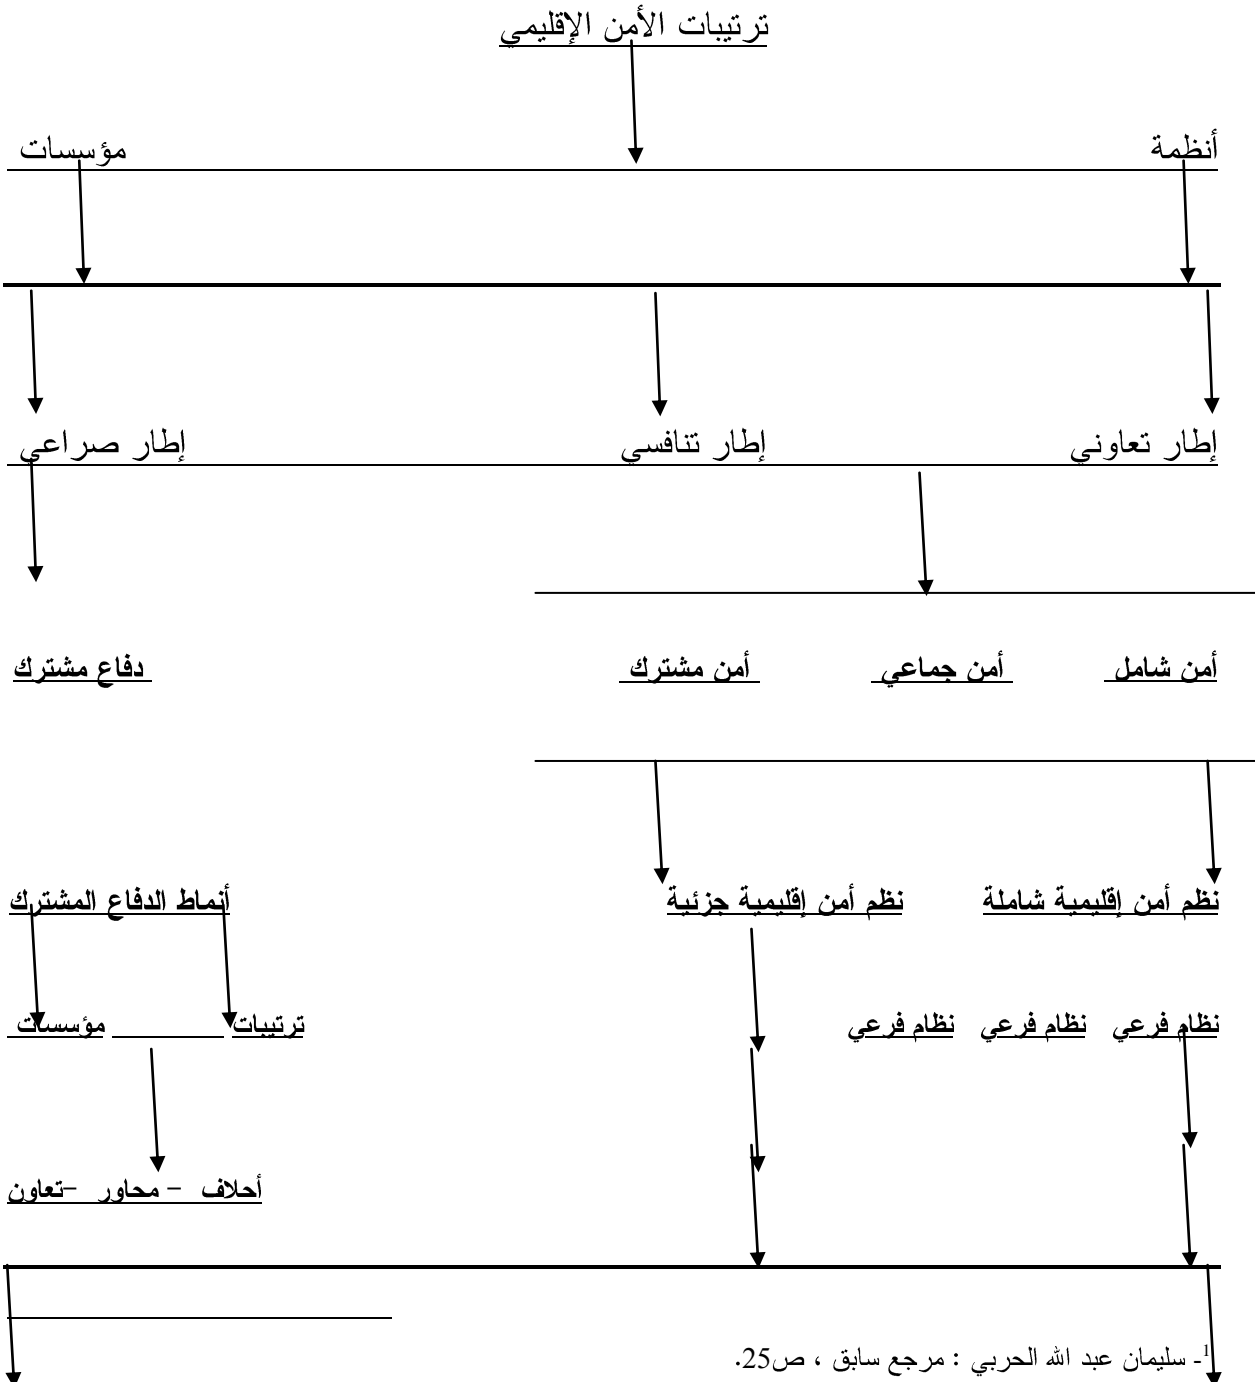 ترتيبات الأمن الإقليمي
أنظمة مؤسسات
إطار تعاوني إطار تنافسي إطار صراعي
أمن شامل أمن جماعي أمن مشترك دفاع مشترك
نظم أمن إقليمية شاملة نظم أمن إقليمية جزئية أنماط الدفاع المشترك
نظام فرعي نظام فرعي نظام فرعي ترتيبات مؤسسات
أحلاف - محاور -تعاون
1- سليمان عبد الله الحربي : مرجع سابق ، ص25.